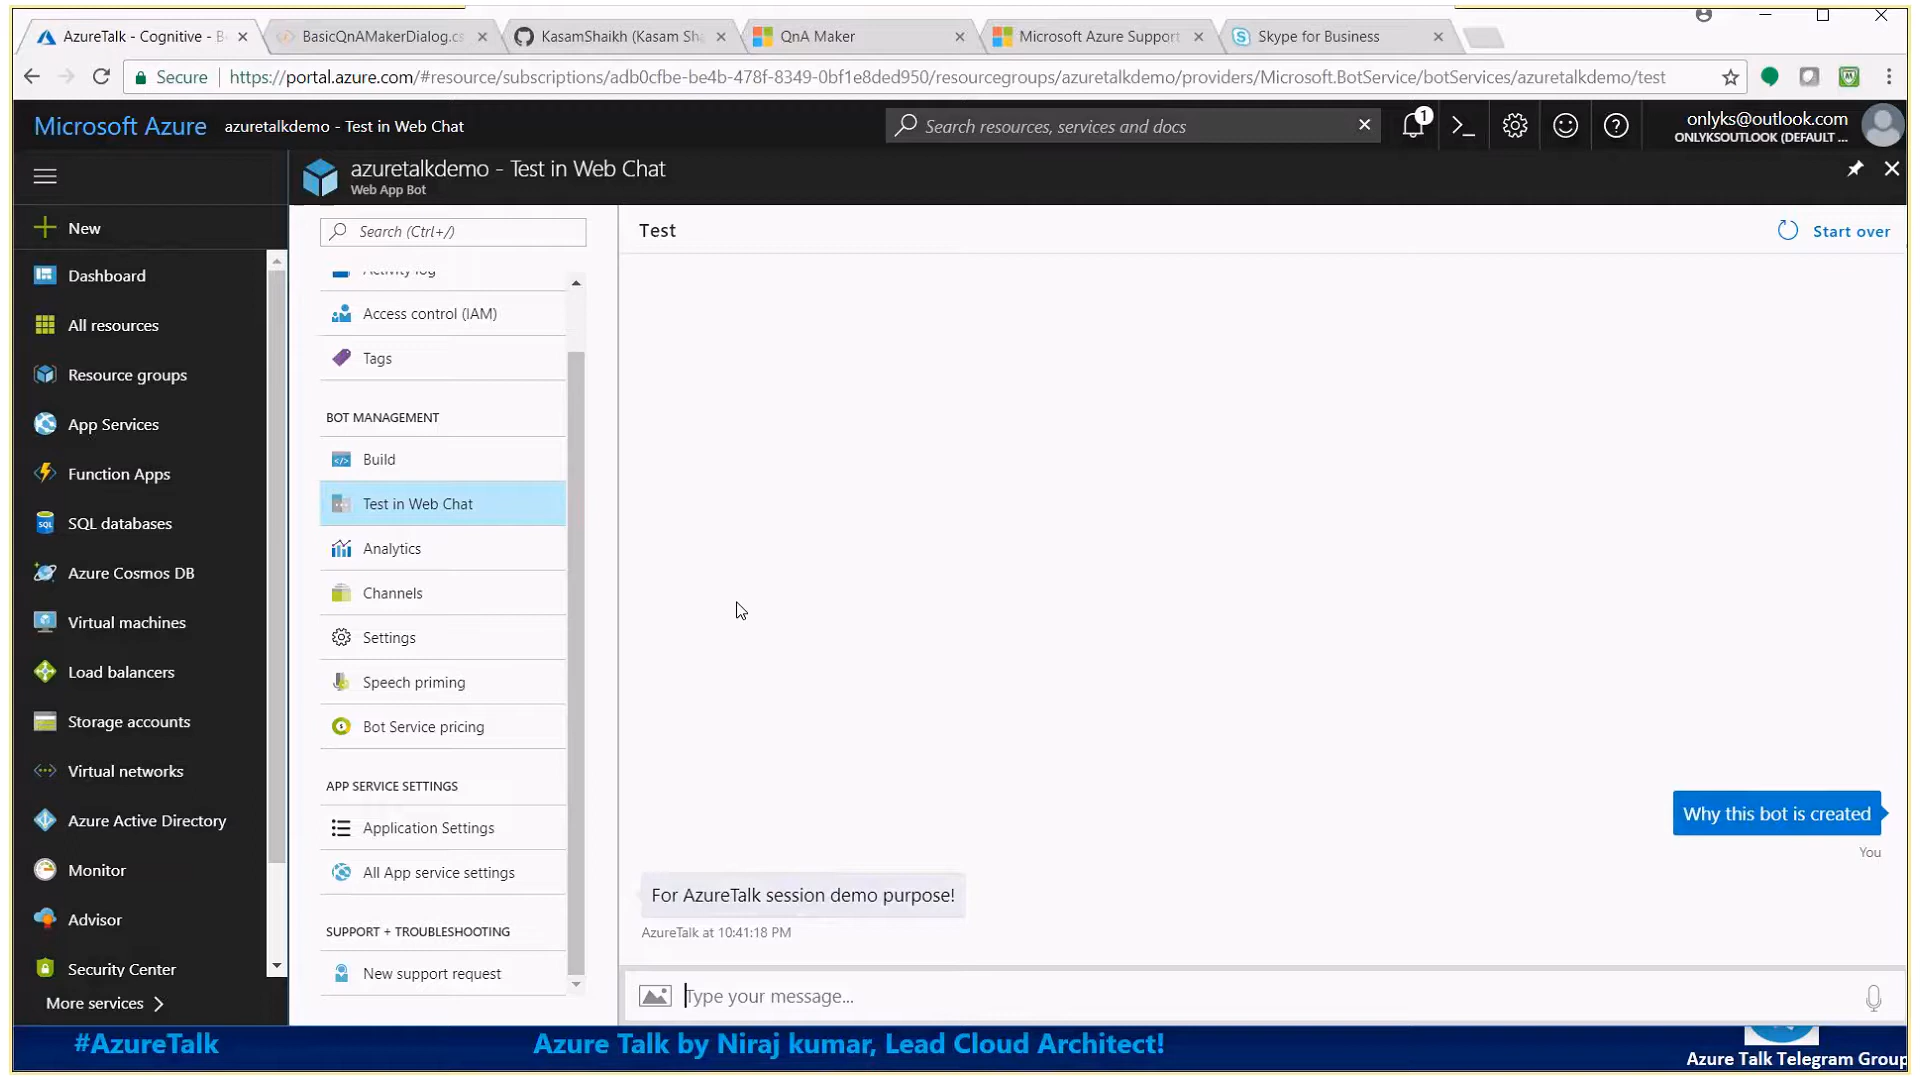 AzureTalk - Cognitive - B
BasicQnAMakerDialog.cs
KasamShaikh (Kasam Sha
QnA Maker
Microsoft Azure Support
Skype for Business
Secure
https://portal.azure.com/#resource/subscriptions/adb0cfbe-be4b-478f-8349-0bf1e8ded950/resourcegroups/azuretalkdemo/providers/Microsoft.BotService/botServices/azuretalkdemo/test
Microsoft Azure
azuretalkdemo - Test in Web Chat
Search resources, services and docs
1
onlyks@outlook.com
ONLYKSOUTLOOK (DEFAULT ...
azuretalkdemo - Test in Web Chat
Web App Bot
New
Dashboard
All resources
Resource groups
App Services
Function Apps
SQL databases
Azure Cosmos DB
Virtual machines
Load balancers
Storage accounts
Virtual networks
Azure Active Directory
Monitor
Advisor
Security Center
More services
Search (Ctrl+/)
Activity log
Access control (IAM)
Tags
BOT MANAGEMENT
Build
Test in Web Chat
Analytics
Channels
Settings
Speech priming
Bot Service pricing
APP SERVICE SETTINGS
Application Settings
All App service settings
SUPPORT + TROUBLESHOOTING
New support request
Test
Start over
Why this bot is created
You
For AzureTalk session demo purpose!
AzureTalk at 10:41:18 PM
Type your message...
#AzureTalk
Azure Talk by Niraj kumar, Lead Cloud Architect!
Azure Talk Telegram Group